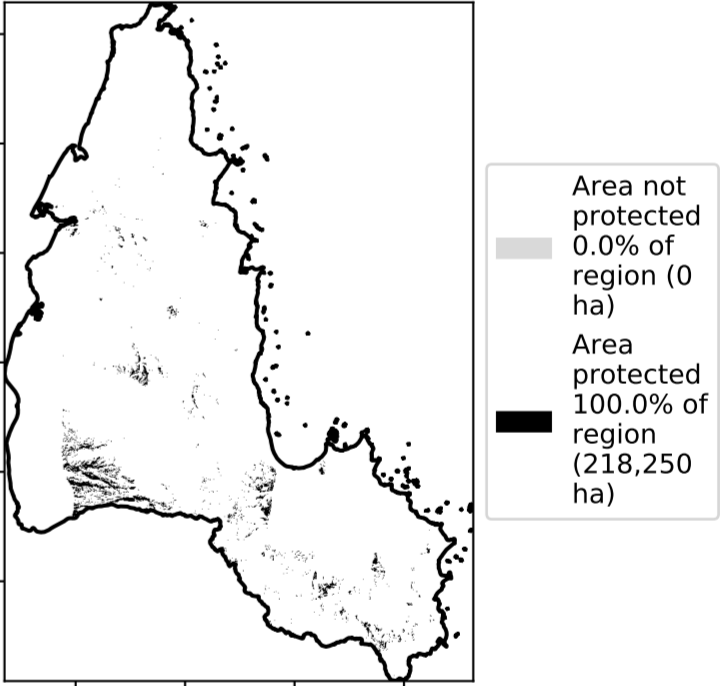 Area not
protected
0.0% of
region (0
ha)
Area
protected
100.0% of
region
(218,250
ha)